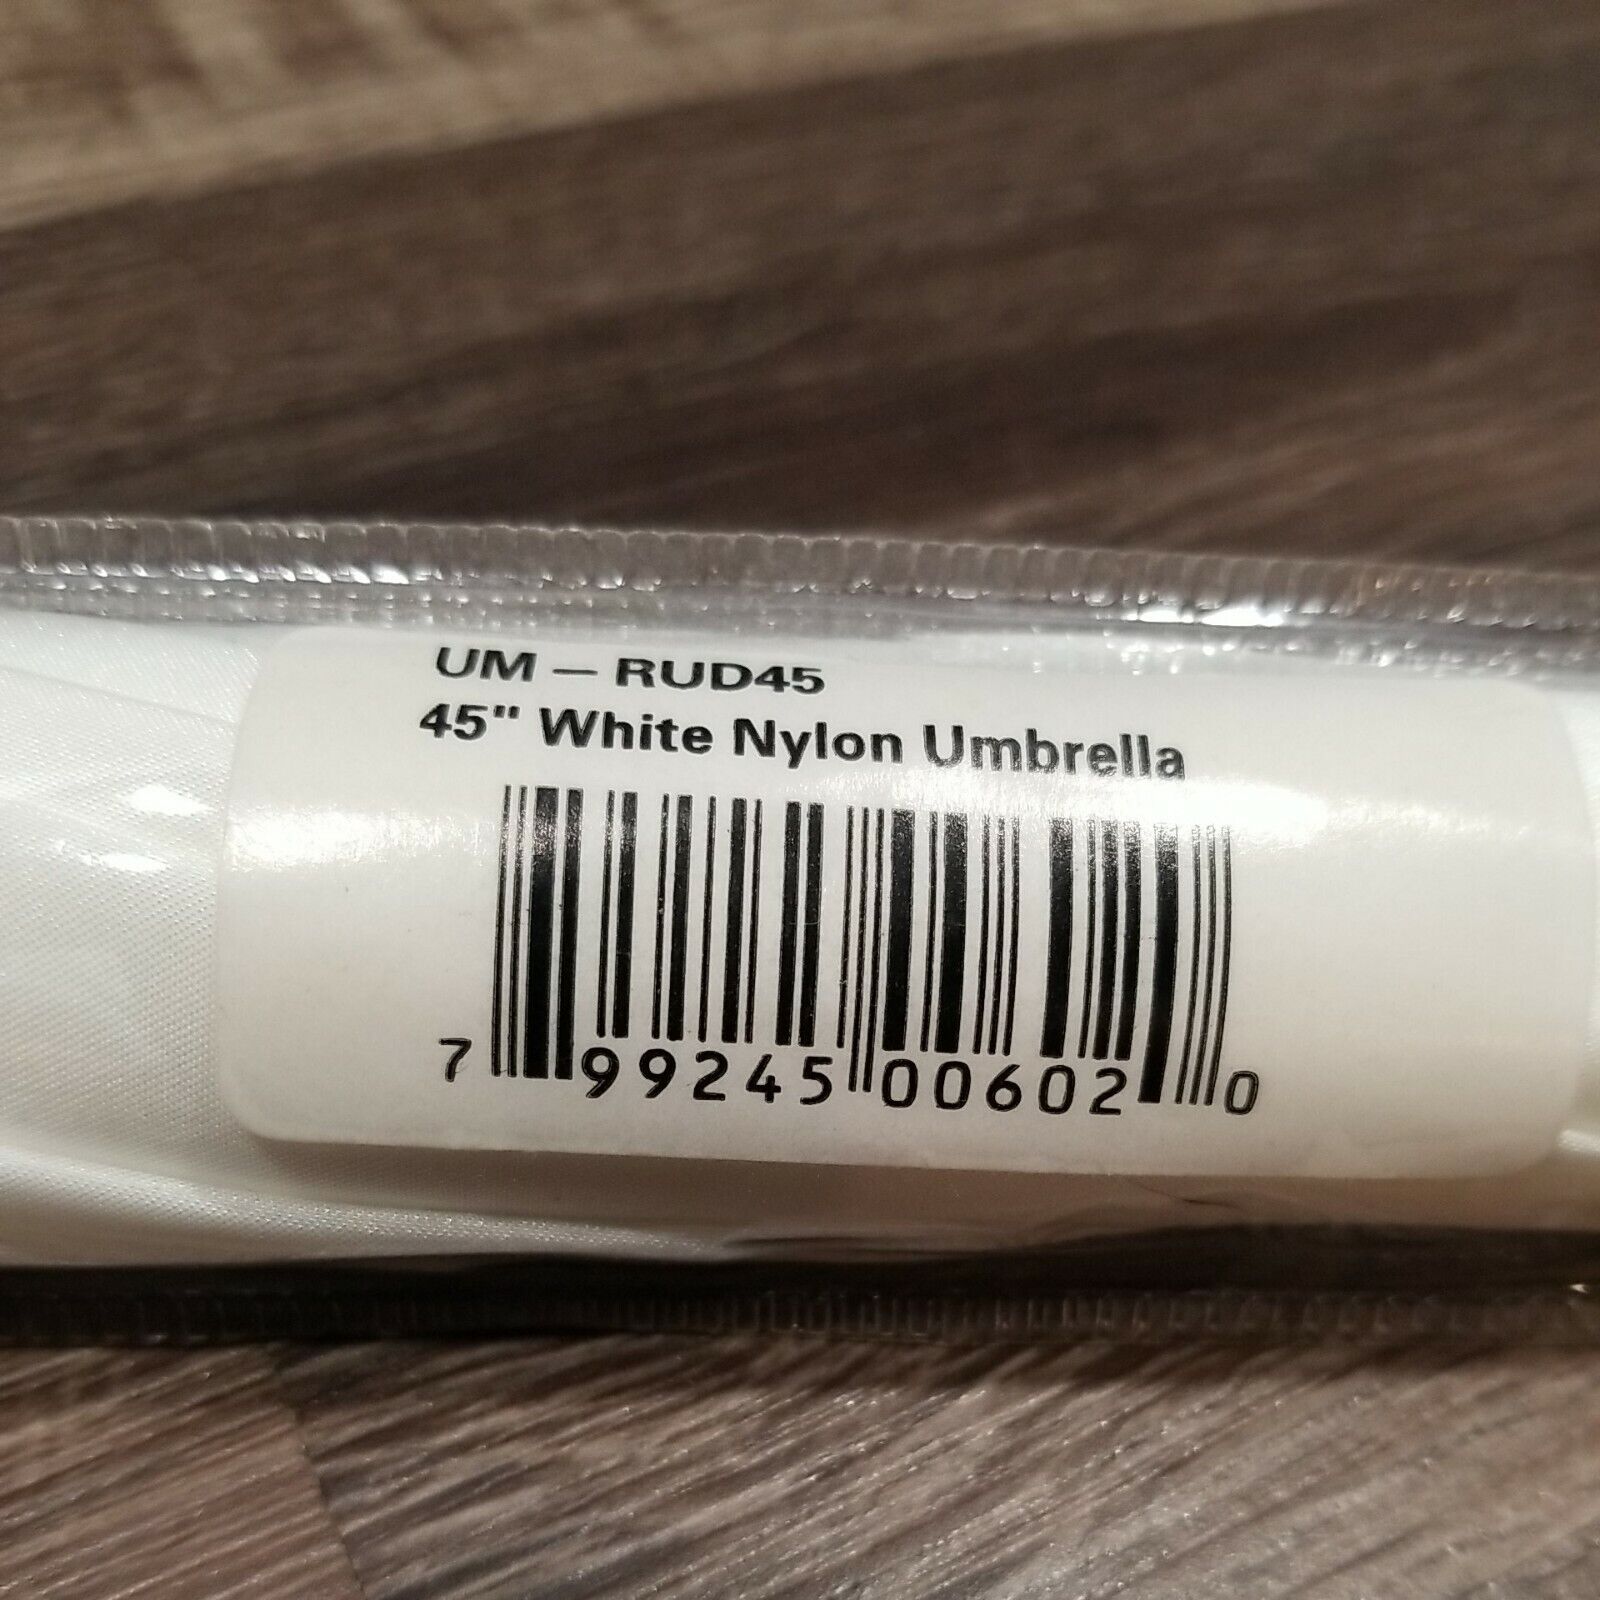 UM – RUD45
45" White Nylon Umbrella
7 99245 00602 0